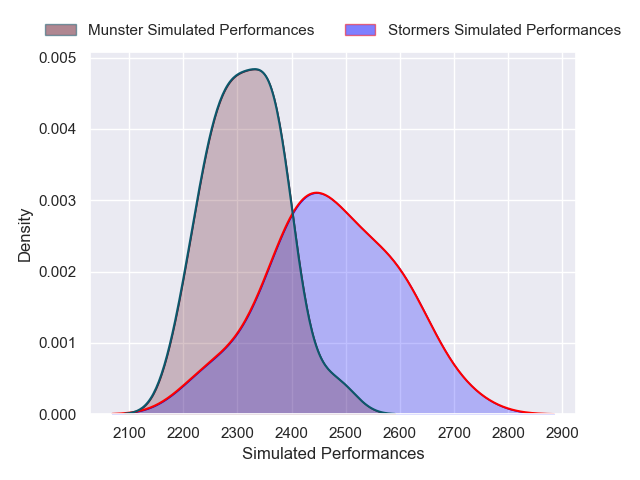 Munster Simulated Performances Stormers Simulated Performances
0.005
0.004
0.003
0.002
0.001
0.000
Density
2100 2200 2300 2400 2500 2600 2700 2800 2900
Simulated Performances